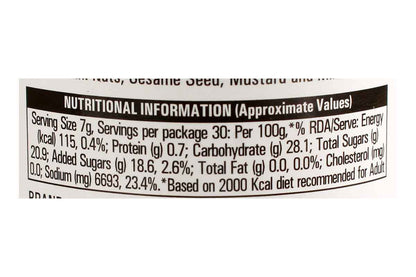 Nuts, Sesame Seed, Mustard and
NUTRITIONAL INFORMATION (Approximate Values)
Serving Size 7g, Servings per package 30: Per 100g,*% RDA/Serve: Energy
(kcal) 115, 0.4%; Protein (g) 0.7; Carbohydrate (g) 28.1; Total Sugars (g)
20.9; Added Sugars (g) 18.6, 2.6%; Total Fat (g) 0.0, 0.0%; Cholesterol (mg)
0.0; Sodium (mg) 6693, 23.4%.*Based on 2000 Kcal diet recommended for Adult